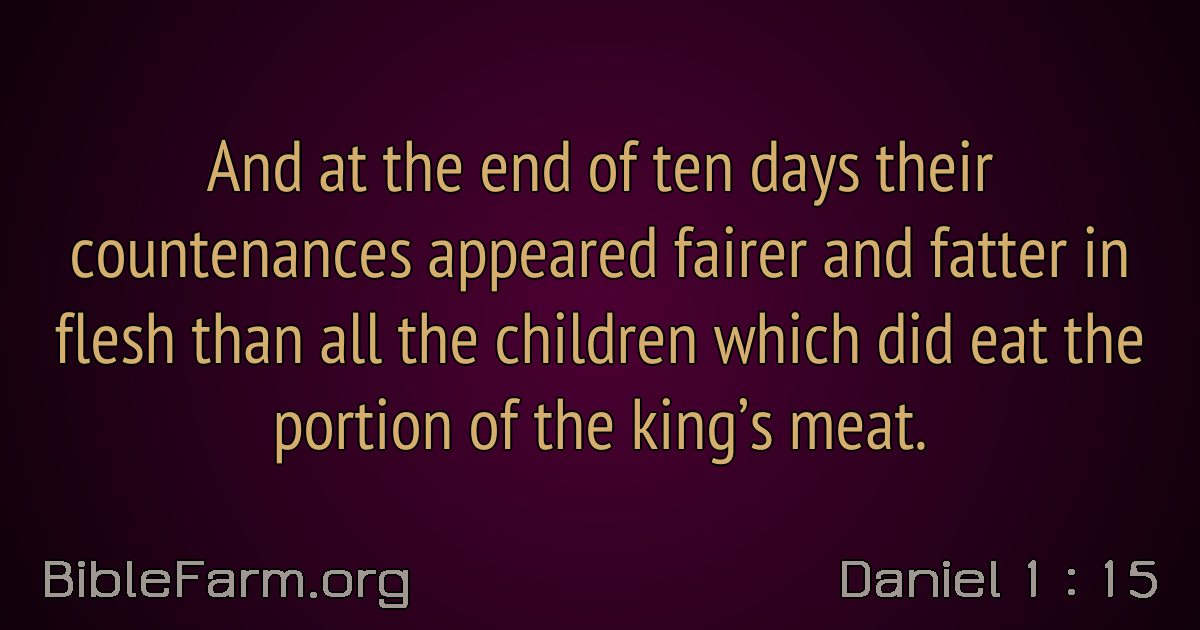 And at the end of ten days their
countenances appeared fairer and fatter in
flesh than all the children which did eat the
portion of the king’s meat.
BibleFarm.org
Daniel 1 : 15